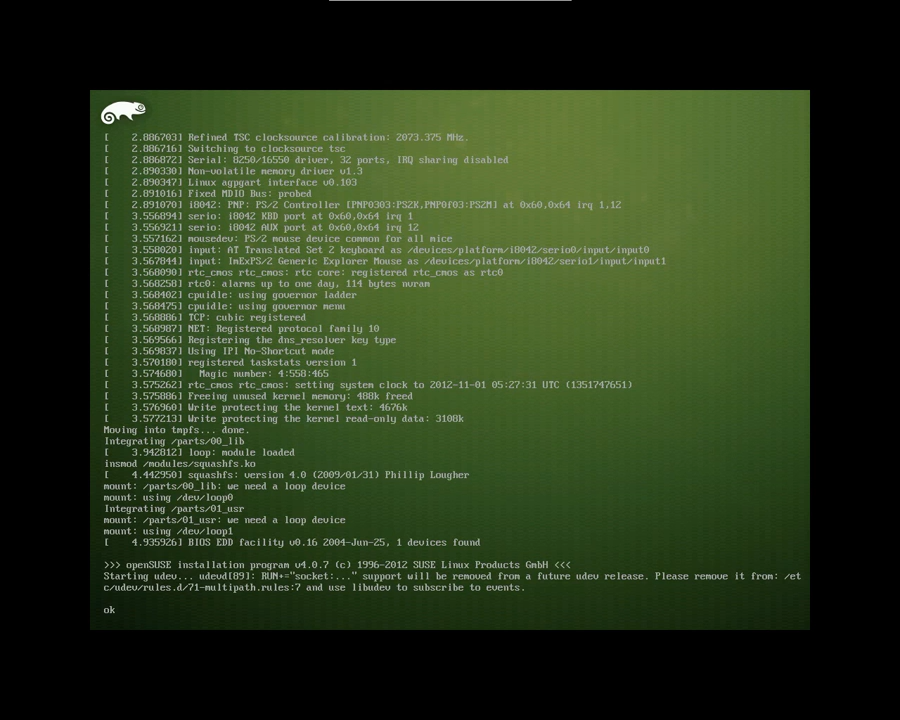 [    2.886703] Refined TSC clocksource calibration: 2073.375 MHz.
[    2.886716] Switching to clocksource tsc
[    2.886872] Serial: 8250/16550 driver, 32 ports, IRQ sharing disabled
[    2.890330] Non-volatile memory driver v1.3
[    2.890347] Linux agpgart interface v0.103
[    2.891016] Fixed MDIO Bus: probed
[    2.891070] i8042: PNP: PS/2 Controller [PNP0303:PS2K,PNP0f03:PS2M] at 0x60,0x64 irq 1,12
[    3.556894] serio: i8042 KBD port at 0x60,0x64 irq 1
[    3.556921] serio: i8042 AUX port at 0x60,0x64 irq 12
[    3.557162] mousedev: PS/2 mouse device common for all mice
[    3.558020] input: AT Translated Set 2 keyboard as /devices/platform/i8042/serio0/input/input0
[    3.567844] input: ImExPS/2 Generic Explorer Mouse as /devices/platform/i8042/serio1/input/input1
[    3.568090] rtc_cmos rtc_cmos: rtc core: registered rtc_cmos as rtc0
[    3.568258] rtc0: alarms up to one day, 114 bytes nvram
[    3.568402] cpuidle: using governor ladder
[    3.568475] cpuidle: using governor menu
[    3.568886] TCP: cubic registered
[    3.568987] NET: Registered protocol family 10
[    3.569566] Registering the dns_resolver key type
[    3.569837] Using IPI No-Shortcut mode
[    3.570180] registered taskstats version 1
[    3.574680]   Magic number: 4:558:465
[    3.575262] rtc_cmos rtc_cmos: setting system clock to 2012-11-01 05:27:31 UTC (1351747651)
[    3.575886] Freeing unused kernel memory: 488k freed
[    3.576960] Write protecting the kernel text: 4676k
[    3.577213] Write protecting the kernel read-only data: 3108k
Moving into tmpfs... done.
Integrating /parts/00_lib
[    3.942812] loop: module loaded
insmod /modules/squashfs.ko
[    4.442950] squashfs: version 4.0 (2009/01/31) Phillip Lougher
mount: /parts/00_lib: we need a loop device
mount: using /dev/loop0
Integrating /parts/01_usr
mount: /parts/01_usr: we need a loop device
mount: using /dev/loop1
[    4.935926] BIOS EDD facility v0.16 2004-Jun-25, 1 devices found
>>> openSUSE installation program v4.0.7 (c) 1996-2012 SUSE Linux Products GmbH <<<
Starting udev... udevd[89]: RUN+="socket:..." support will be removed from a future udev release. Please remove it from: /et
c/udev/rules.d/71-multipath.rules:7 and use libudev to subscribe to events.
ok